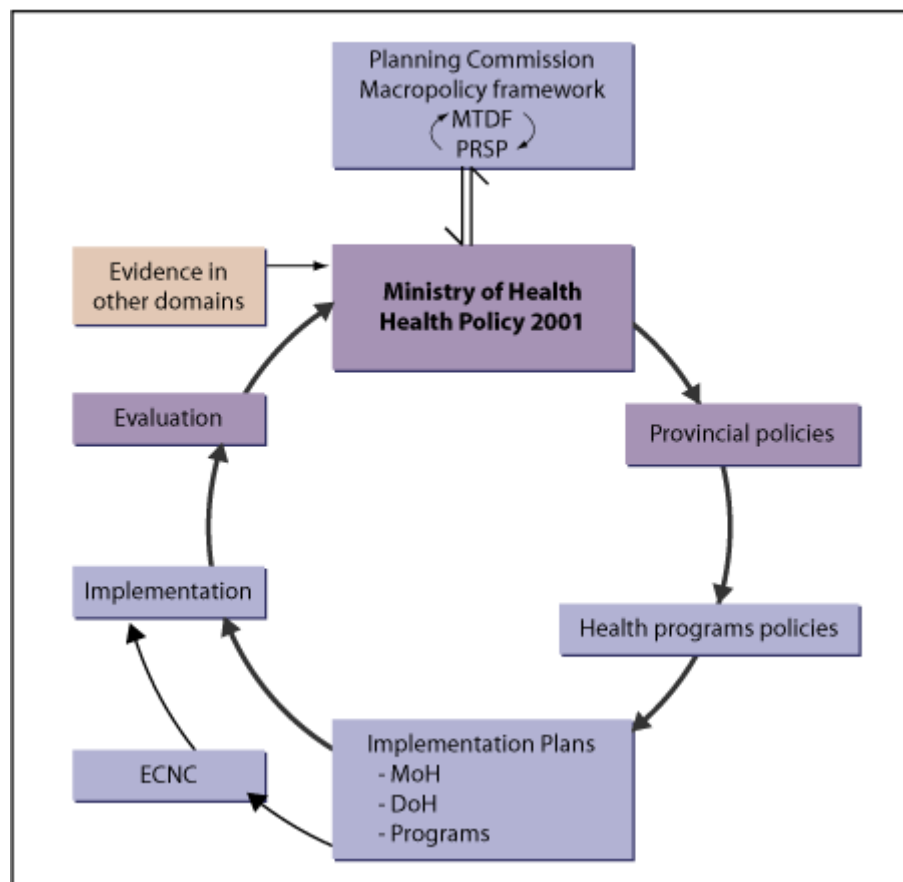 Planning Commission
Macropolicy framework
MTDF
PRSP
Evidence in
other domains
Ministry of Health
Health Policy 2001
Evaluation
Provincial policies
Implementation
Health programs policies
Implementation Plans
- MoH
- DoH
- Programs
ECNC